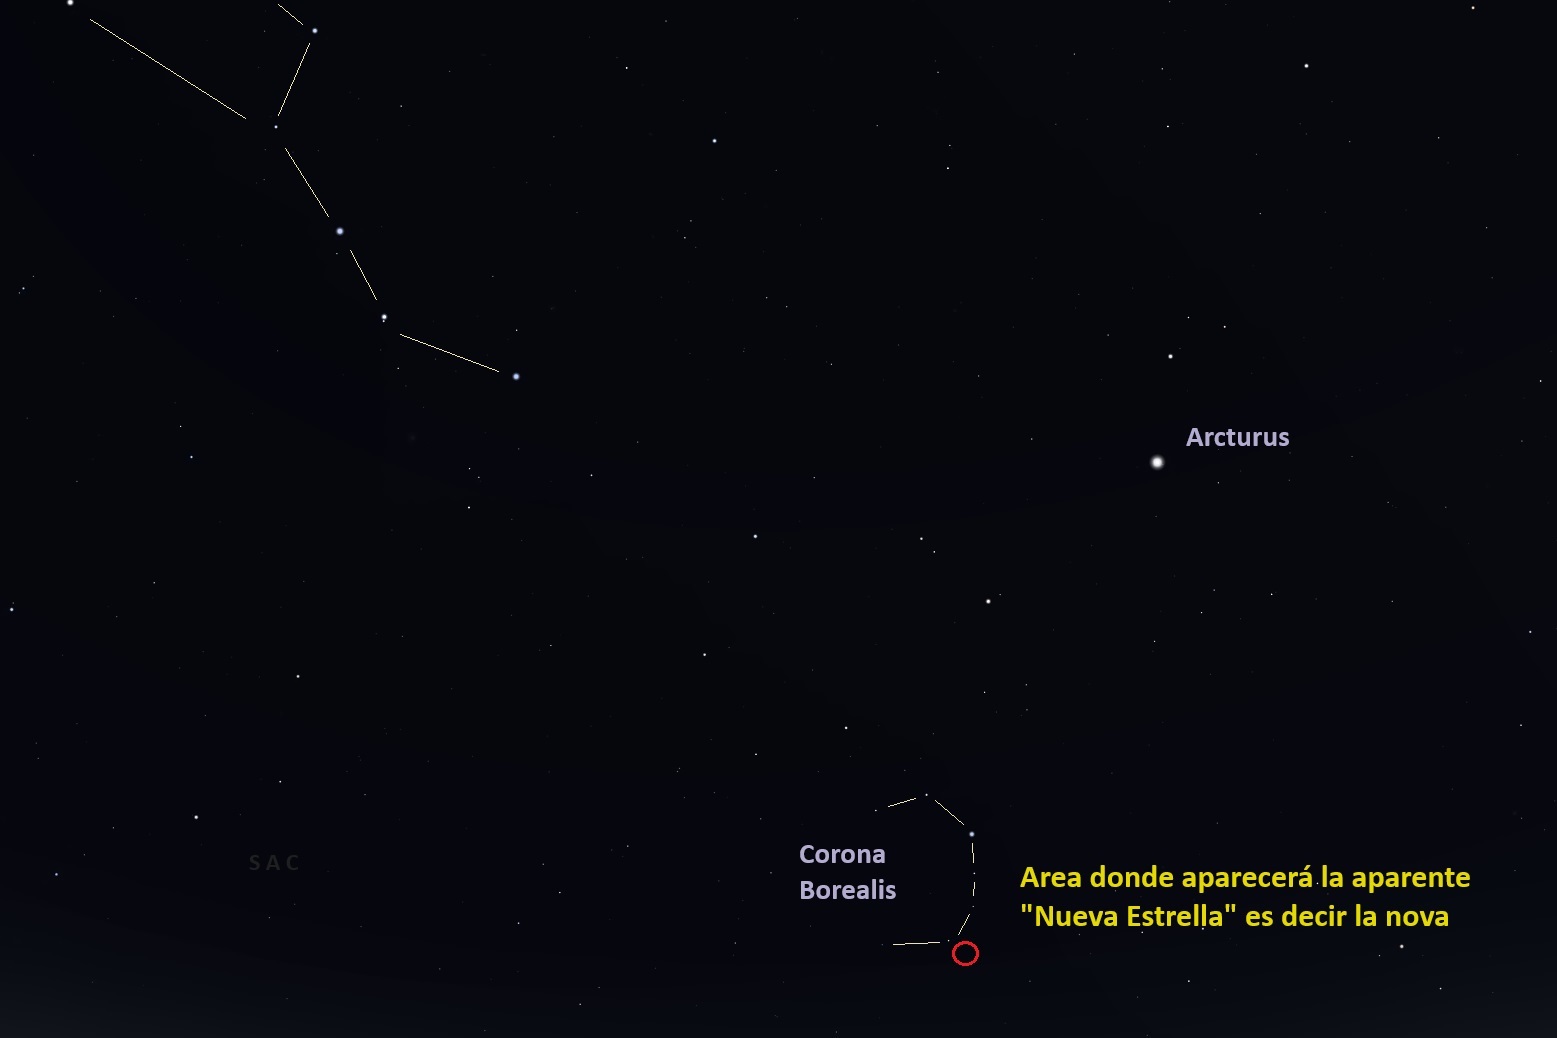 Arcturus
Corona
Borealis
SAC
Area donde aparecerá la aparente
"Nueva Estrella" es decir la nova